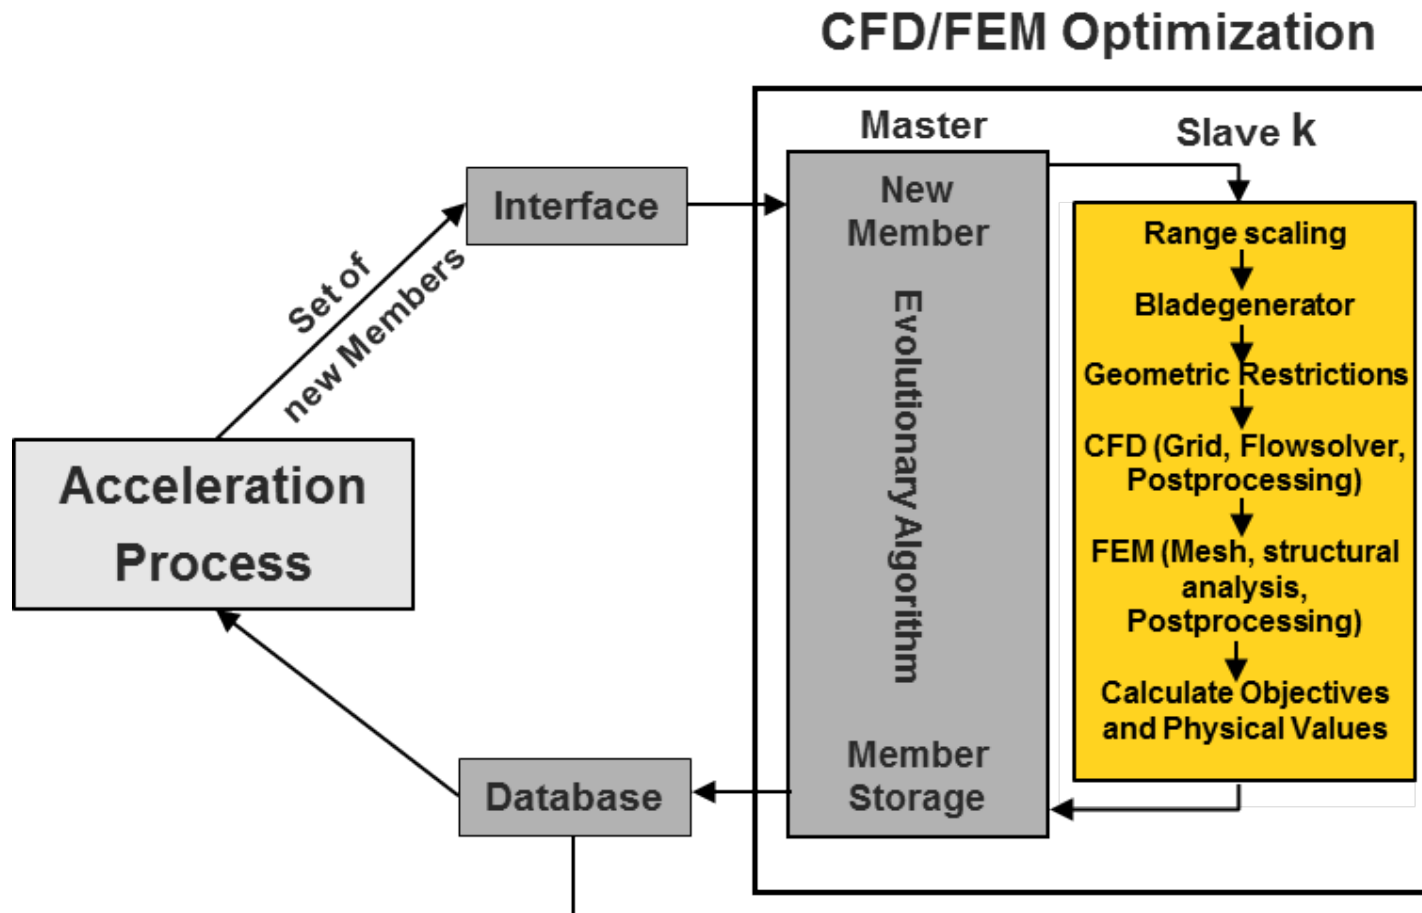 CFD/FEM Optimization
Master
Slave k
Interface
New
Member
Evolutionary Algorithm
Member
Storage
Range scaling
Bladegenerator
Geometric Restrictions
CFD (Grid, Flowsolver,
Postprocessing)
FEM (Mesh, structural
analysis,
Postprocessing)
Calculate Objectives
and Physical Values
Set of
new Members
Acceleration
Process
Database